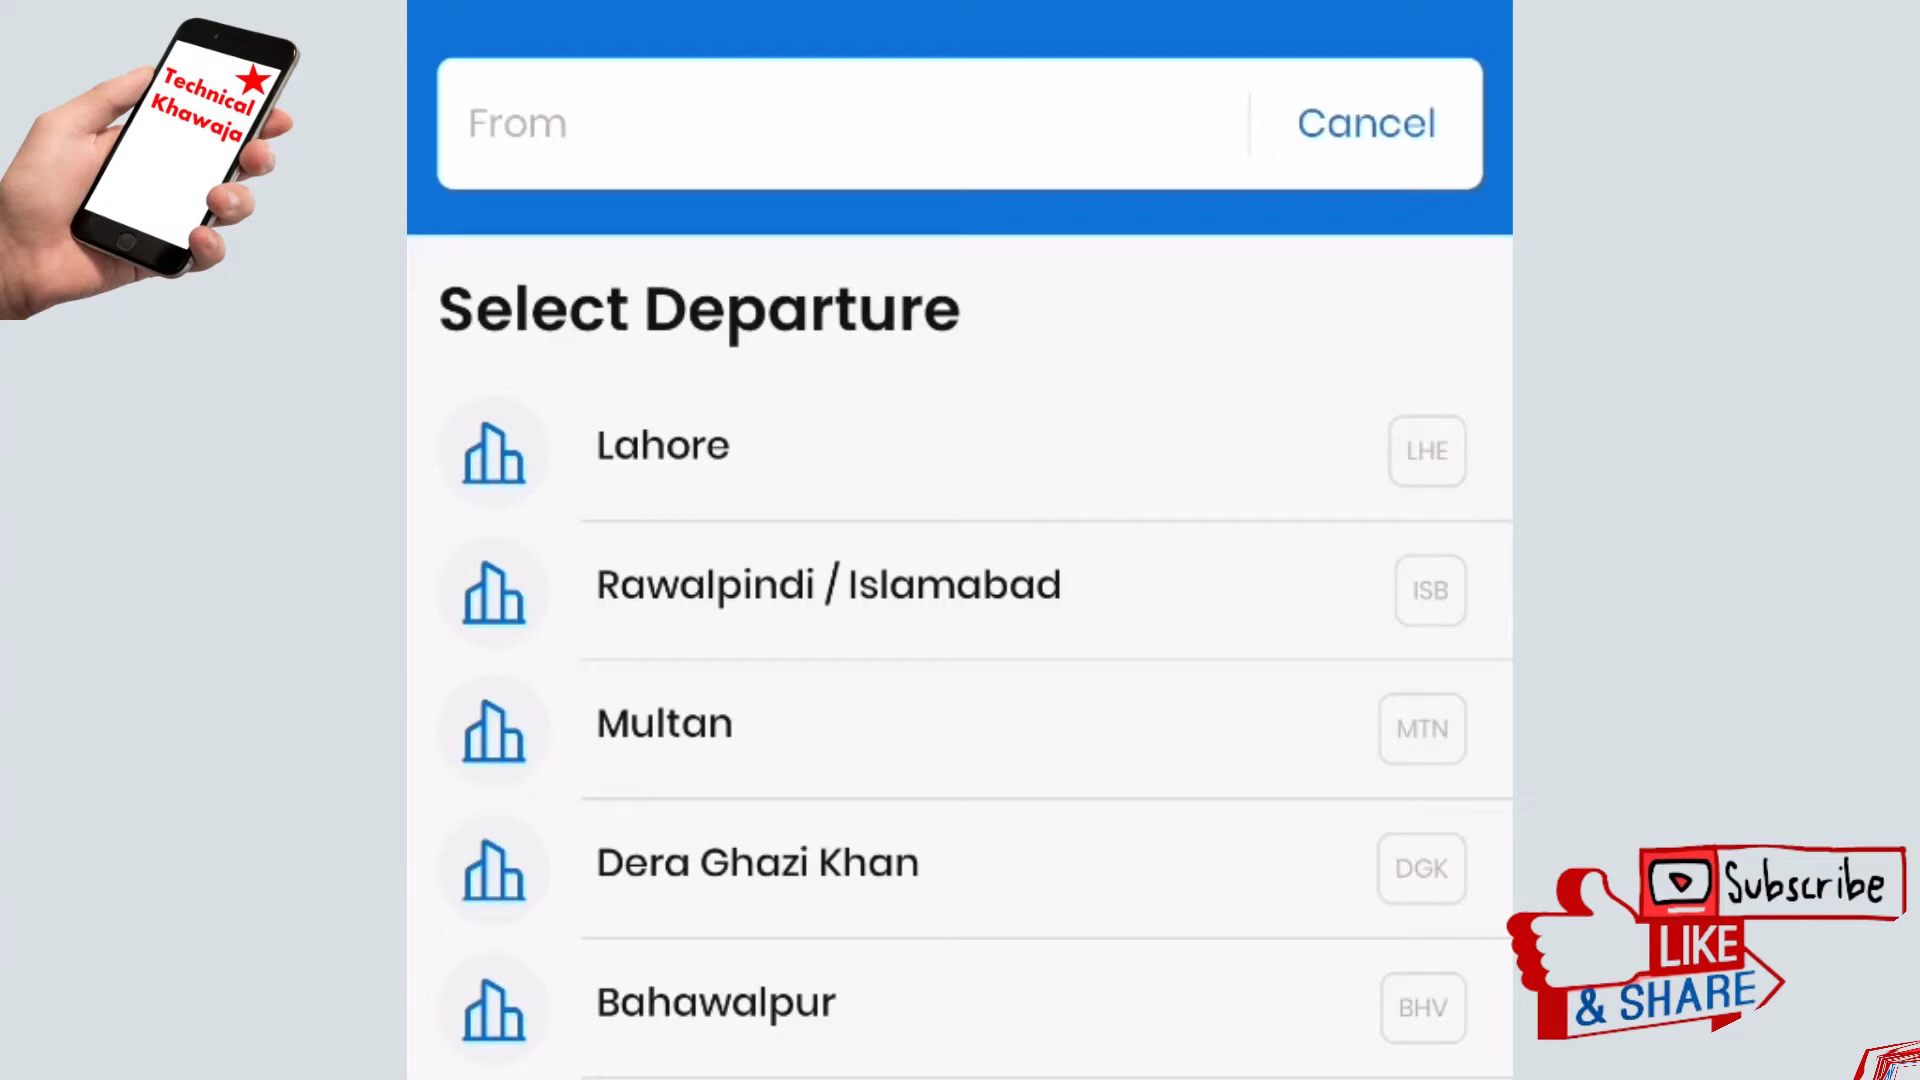 Technical
Khawaja
From
Cancel
Select Departure
Lahore
LHE
Rawalpindi / Islamabad
ISB
Multan
MTN
Dera Ghazi Khan
DGK
Bahawalpur
BHV
Subscribe
LIKE
& SHARE